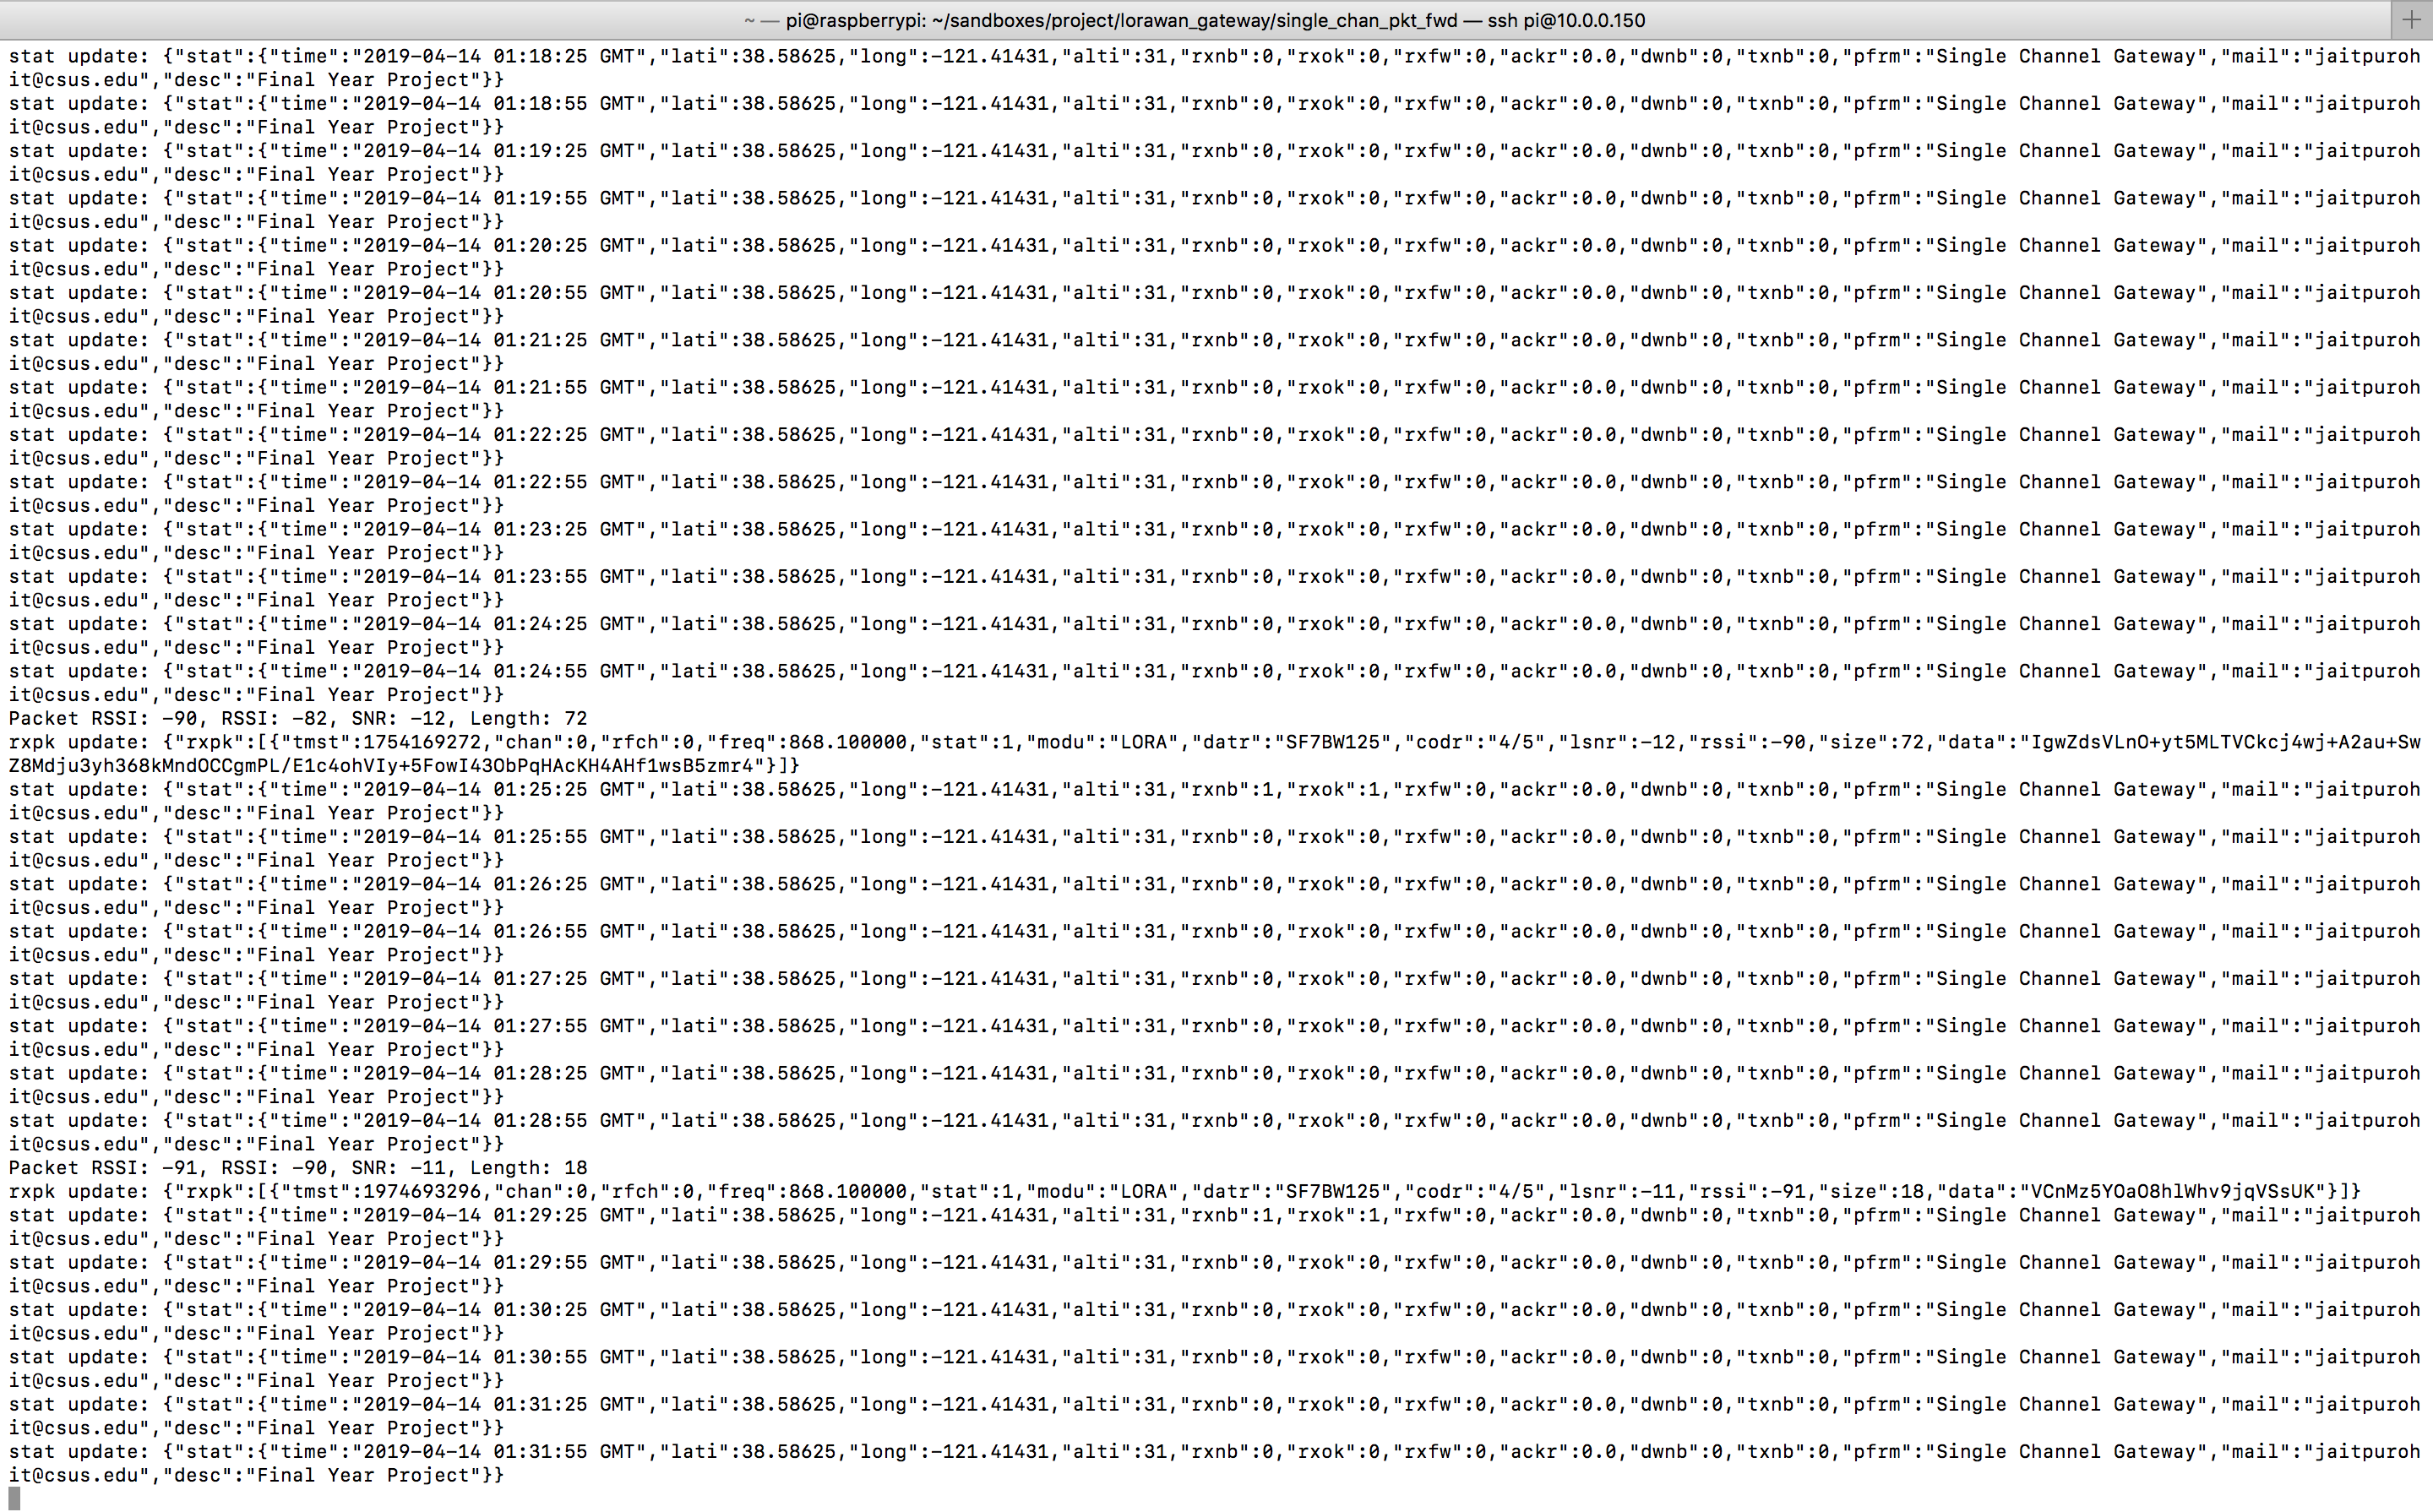 ~ — pi@raspberrypi: ~/sandboxes/project/lorawan_gateway/single_chan_pkt_fwd — ssh pi@10.0.0.150
stat update: {"stat":{"time":"2019-04-14 01:18:25 GMT","lati":38.58625,"long":-121.41431,"alti":31,"rxnb":0,"rxok":0,"rxfw":0,"ackr":0.0,"dwnb":0,"txnb":0,"pfrm":"Single Channel Gateway","mail":"jaitpuroh
it@csus.edu","desc":"Final Year Project"}}
stat update: {"stat":{"time":"2019-04-14 01:18:55 GMT","lati":38.58625,"long":-121.41431,"alti":31,"rxnb":0,"rxok":0,"rxfw":0,"ackr":0.0,"dwnb":0,"txnb":0,"pfrm":"Single Channel Gateway","mail":"jaitpuroh
it@csus.edu","desc":"Final Year Project"}}
stat update: {"stat":{"time":"2019-04-14 01:19:25 GMT","lati":38.58625,"long":-121.41431,"alti":31,"rxnb":0,"rxok":0,"rxfw":0,"ackr":0.0,"dwnb":0,"txnb":0,"pfrm":"Single Channel Gateway","mail":"jaitpuroh
it@csus.edu","desc":"Final Year Project"}}
stat update: {"stat":{"time":"2019-04-14 01:19:55 GMT","lati":38.58625,"long":-121.41431,"alti":31,"rxnb":0,"rxok":0,"rxfw":0,"ackr":0.0,"dwnb":0,"txnb":0,"pfrm":"Single Channel Gateway","mail":"jaitpuroh
it@csus.edu","desc":"Final Year Project"}}
stat update: {"stat":{"time":"2019-04-14 01:20:25 GMT","lati":38.58625,"long":-121.41431,"alti":31,"rxnb":0,"rxok":0,"rxfw":0,"ackr":0.0,"dwnb":0,"txnb":0,"pfrm":"Single Channel Gateway","mail":"jaitpuroh
it@csus.edu","desc":"Final Year Project"}}
stat update: {"stat":{"time":"2019-04-14 01:20:55 GMT","lati":38.58625,"long":-121.41431,"alti":31,"rxnb":0,"rxok":0,"rxfw":0,"ackr":0.0,"dwnb":0,"txnb":0,"pfrm":"Single Channel Gateway","mail":"jaitpuroh
it@csus.edu","desc":"Final Year Project"}}
stat update: {"stat":{"time":"2019-04-14 01:21:25 GMT","lati":38.58625,"long":-121.41431,"alti":31,"rxnb":0,"rxok":0,"rxfw":0,"ackr":0.0,"dwnb":0,"txnb":0,"pfrm":"Single Channel Gateway","mail":"jaitpuroh
it@csus.edu","desc":"Final Year Project"}}
stat update: {"stat":{"time":"2019-04-14 01:21:55 GMT","lati":38.58625,"long":-121.41431,"alti":31,"rxnb":0,"rxok":0,"rxfw":0,"ackr":0.0,"dwnb":0,"txnb":0,"pfrm":"Single Channel Gateway","mail":"jaitpuroh
it@csus.edu","desc":"Final Year Project"}}
stat update: {"stat":{"time":"2019-04-14 01:22:25 GMT","lati":38.58625,"long":-121.41431,"alti":31,"rxnb":0,"rxok":0,"rxfw":0,"ackr":0.0,"dwnb":0,"txnb":0,"pfrm":"Single Channel Gateway","mail":"jaitpuroh
it@csus.edu","desc":"Final Year Project"}}
stat update: {"stat":{"time":"2019-04-14 01:22:55 GMT","lati":38.58625,"long":-121.41431,"alti":31,"rxnb":0,"rxok":0,"rxfw":0,"ackr":0.0,"dwnb":0,"txnb":0,"pfrm":"Single Channel Gateway","mail":"jaitpuroh
it@csus.edu","desc":"Final Year Project"}}
stat update: {"stat":{"time":"2019-04-14 01:23:25 GMT","lati":38.58625,"long":-121.41431,"alti":31,"rxnb":0,"rxok":0,"rxfw":0,"ackr":0.0,"dwnb":0,"txnb":0,"pfrm":"Single Channel Gateway","mail":"jaitpuroh
it@csus.edu","desc":"Final Year Project"}}
stat update: {"stat":{"time":"2019-04-14 01:23:55 GMT","lati":38.58625,"long":-121.41431,"alti":31,"rxnb":0,"rxok":0,"rxfw":0,"ackr":0.0,"dwnb":0,"txnb":0,"pfrm":"Single Channel Gateway","mail":"jaitpuroh
it@csus.edu","desc":"Final Year Project"}}
stat update: {"stat":{"time":"2019-04-14 01:24:25 GMT","lati":38.58625,"long":-121.41431,"alti":31,"rxnb":0,"rxok":0,"rxfw":0,"ackr":0.0,"dwnb":0,"txnb":0,"pfrm":"Single Channel Gateway","mail":"jaitpuroh
it@csus.edu","desc":"Final Year Project"}}
stat update: {"stat":{"time":"2019-04-14 01:24:55 GMT","lati":38.58625,"long":-121.41431,"alti":31,"rxnb":0,"rxok":0,"rxfw":0,"ackr":0.0,"dwnb":0,"txnb":0,"pfrm":"Single Channel Gateway","mail":"jaitpuroh
it@csus.edu","desc":"Final Year Project"}}
Packet RSSI: -90, RSSI: -82, SNR: -12, Length: 72
rxpk update: {"rxpk":[{"tmst":1754169272,"chan":0,"rfch":0,"freq":868.100000,"stat":1,"modu":"LORA","datr":"SF7BW125","codr":"4/5","lsnr":-12,"rssi":-90,"size":72,"data":"IgwZdsVLnO+yt5MLTVCkcj4wj+A2au+Sw
Z8Mdju3yh368kMndOCCgmPL/E1c4ohVIy+5FowI43ObPqHAcKH4AHf1wsB5zmr4"}]}
stat update: {"stat":{"time":"2019-04-14 01:25:25 GMT","lati":38.58625,"long":-121.41431,"alti":31,"rxnb":1,"rxok":1,"rxfw":0,"ackr":0.0,"dwnb":0,"txnb":0,"pfrm":"Single Channel Gateway","mail":"jaitpuroh
it@csus.edu","desc":"Final Year Project"}}
stat update: {"stat":{"time":"2019-04-14 01:25:55 GMT","lati":38.58625,"long":-121.41431,"alti":31,"rxnb":0,"rxok":0,"rxfw":0,"ackr":0.0,"dwnb":0,"txnb":0,"pfrm":"Single Channel Gateway","mail":"jaitpuroh
it@csus.edu","desc":"Final Year Project"}}
stat update: {"stat":{"time":"2019-04-14 01:26:25 GMT","lati":38.58625,"long":-121.41431,"alti":31,"rxnb":0,"rxok":0,"rxfw":0,"ackr":0.0,"dwnb":0,"txnb":0,"pfrm":"Single Channel Gateway","mail":"jaitpuroh
it@csus.edu","desc":"Final Year Project"}}
stat update: {"stat":{"time":"2019-04-14 01:26:55 GMT","lati":38.58625,"long":-121.41431,"alti":31,"rxnb":0,"rxok":0,"rxfw":0,"ackr":0.0,"dwnb":0,"txnb":0,"pfrm":"Single Channel Gateway","mail":"jaitpuroh
it@csus.edu","desc":"Final Year Project"}}
stat update: {"stat":{"time":"2019-04-14 01:27:25 GMT","lati":38.58625,"long":-121.41431,"alti":31,"rxnb":0,"rxok":0,"rxfw":0,"ackr":0.0,"dwnb":0,"txnb":0,"pfrm":"Single Channel Gateway","mail":"jaitpuroh
it@csus.edu","desc":"Final Year Project"}}
stat update: {"stat":{"time":"2019-04-14 01:27:55 GMT","lati":38.58625,"long":-121.41431,"alti":31,"rxnb":0,"rxok":0,"rxfw":0,"ackr":0.0,"dwnb":0,"txnb":0,"pfrm":"Single Channel Gateway","mail":"jaitpuroh
it@csus.edu","desc":"Final Year Project"}}
stat update: {"stat":{"time":"2019-04-14 01:28:25 GMT","lati":38.58625,"long":-121.41431,"alti":31,"rxnb":0,"rxok":0,"rxfw":0,"ackr":0.0,"dwnb":0,"txnb":0,"pfrm":"Single Channel Gateway","mail":"jaitpuroh
it@csus.edu","desc":"Final Year Project"}}
stat update: {"stat":{"time":"2019-04-14 01:28:55 GMT","lati":38.58625,"long":-121.41431,"alti":31,"rxnb":0,"rxok":0,"rxfw":0,"ackr":0.0,"dwnb":0,"txnb":0,"pfrm":"Single Channel Gateway","mail":"jaitpuroh
it@csus.edu","desc":"Final Year Project"}}
Packet RSSI: -91, RSSI: -90, SNR: -11, Length: 18
rxpk update: {"rxpk":[{"tmst":1974693296,"chan":0,"rfch":0,"freq":868.100000,"stat":1,"modu":"LORA","datr":"SF7BW125","codr":"4/5","lsnr":-11,"rssi":-91,"size":18,"data":"VCnMz5YOaO8hlWhv9jqVSsUK"}]}
stat update: {"stat":{"time":"2019-04-14 01:29:25 GMT","lati":38.58625,"long":-121.41431,"alti":31,"rxnb":1,"rxok":1,"rxfw":0,"ackr":0.0,"dwnb":0,"txnb":0,"pfrm":"Single Channel Gateway","mail":"jaitpuroh
it@csus.edu","desc":"Final Year Project"}}
stat update: {"stat":{"time":"2019-04-14 01:29:55 GMT","lati":38.58625,"long":-121.41431,"alti":31,"rxnb":0,"rxok":0,"rxfw":0,"ackr":0.0,"dwnb":0,"txnb":0,"pfrm":"Single Channel Gateway","mail":"jaitpuroh
it@csus.edu","desc":"Final Year Project"}}
stat update: {"stat":{"time":"2019-04-14 01:30:25 GMT","lati":38.58625,"long":-121.41431,"alti":31,"rxnb":0,"rxok":0,"rxfw":0,"ackr":0.0,"dwnb":0,"txnb":0,"pfrm":"Single Channel Gateway","mail":"jaitpuroh
it@csus.edu","desc":"Final Year Project"}}
stat update: {"stat":{"time":"2019-04-14 01:30:55 GMT","lati":38.58625,"long":-121.41431,"alti":31,"rxnb":0,"rxok":0,"rxfw":0,"ackr":0.0,"dwnb":0,"txnb":0,"pfrm":"Single Channel Gateway","mail":"jaitpuroh
it@csus.edu","desc":"Final Year Project"}}
stat update: {"stat":{"time":"2019-04-14 01:31:25 GMT","lati":38.58625,"long":-121.41431,"alti":31,"rxnb":0,"rxok":0,"rxfw":0,"ackr":0.0,"dwnb":0,"txnb":0,"pfrm":"Single Channel Gateway","mail":"jaitpuroh
it@csus.edu","desc":"Final Year Project"}}
stat update: {"stat":{"time":"2019-04-14 01:31:55 GMT","lati":38.58625,"long":-121.41431,"alti":31,"rxnb":0,"rxok":0,"rxfw":0,"ackr":0.0,"dwnb":0,"txnb":0,"pfrm":"Single Channel Gateway","mail":"jaitpuroh
it@csus.edu","desc":"Final Year Project"}}